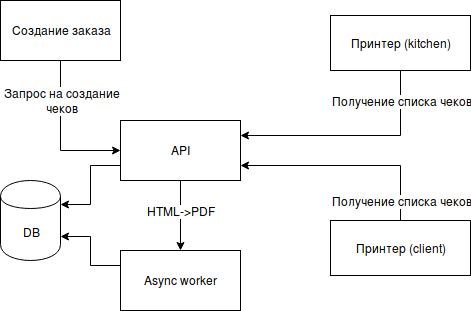 Создание заказа
Принтер (kitchen)
Запрос на создание
чеков
Получение списка чеков
API
HTML->PDF
Получение списка чеков
DB
Принтер (client)
Async worker